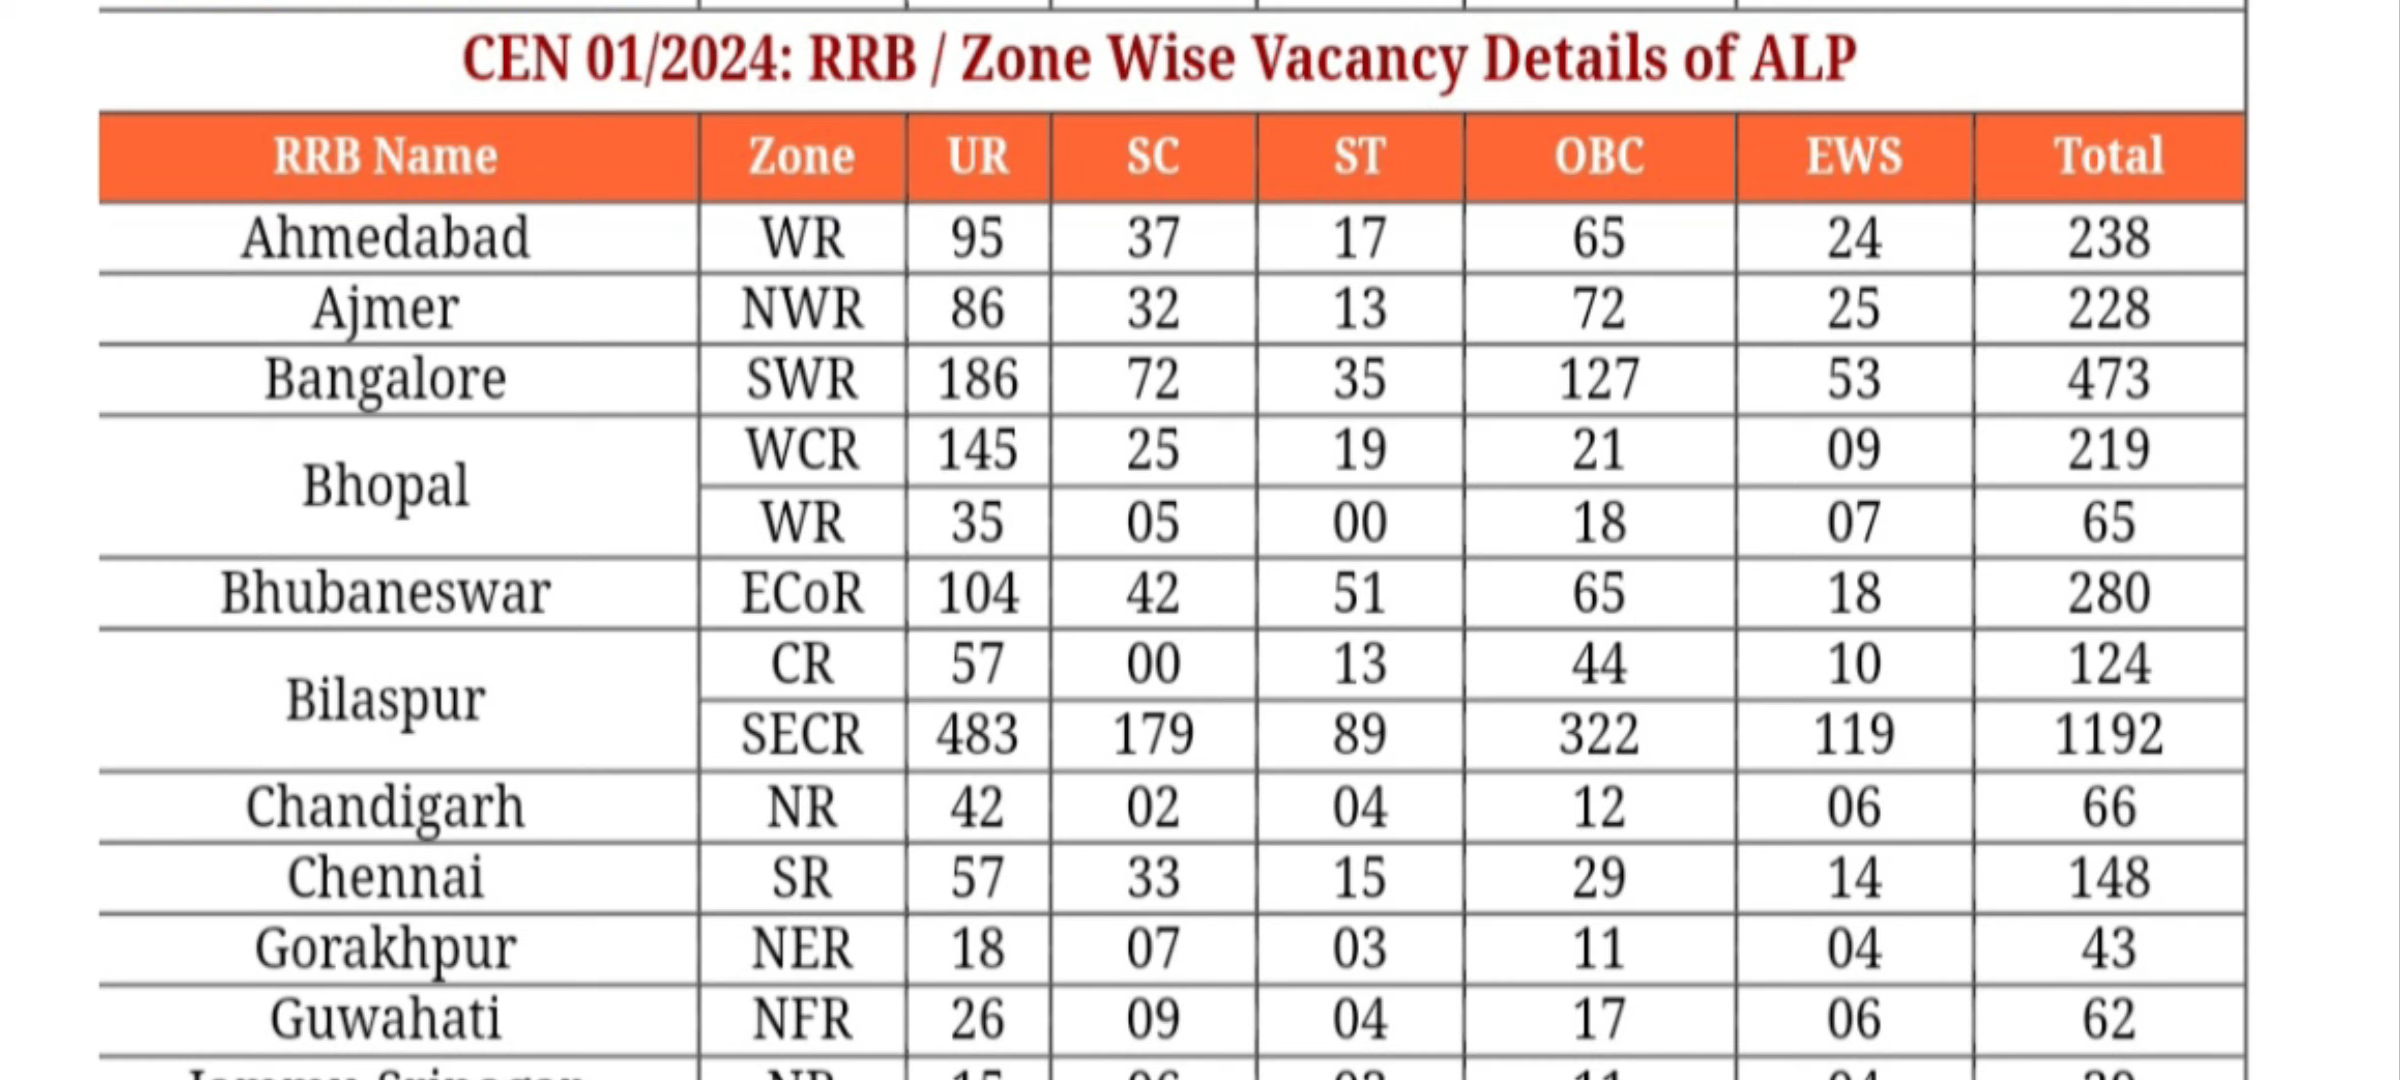 CEN 01/2024: RRB / Zone Wise Vacancy Details of ALP
RRB Name Zone UR SC ST OBC EWS Total
Ahmedabad WR 95 37 17 65 24 238
Ajmer NWR 86 32 13 72 25 228
Bangalore SWR 186 72 35 127 53 473
Bhopal WCR 145 25 19 21 09 219
WR 35 05 00 18 07 65
Bhubaneswar ECoR 104 42 51 65 18 280
Bilaspur CR 57 00 13 44 10 124
SECR 483 179 89 322 119 1192
Chandigarh NR 42 02 04 12 06 66
Chennai SR 57 33 15 29 14 148
Gorakhpur NER 18 07 03 11 04 43
Guwahati NFR 26 09 04 17 06 62